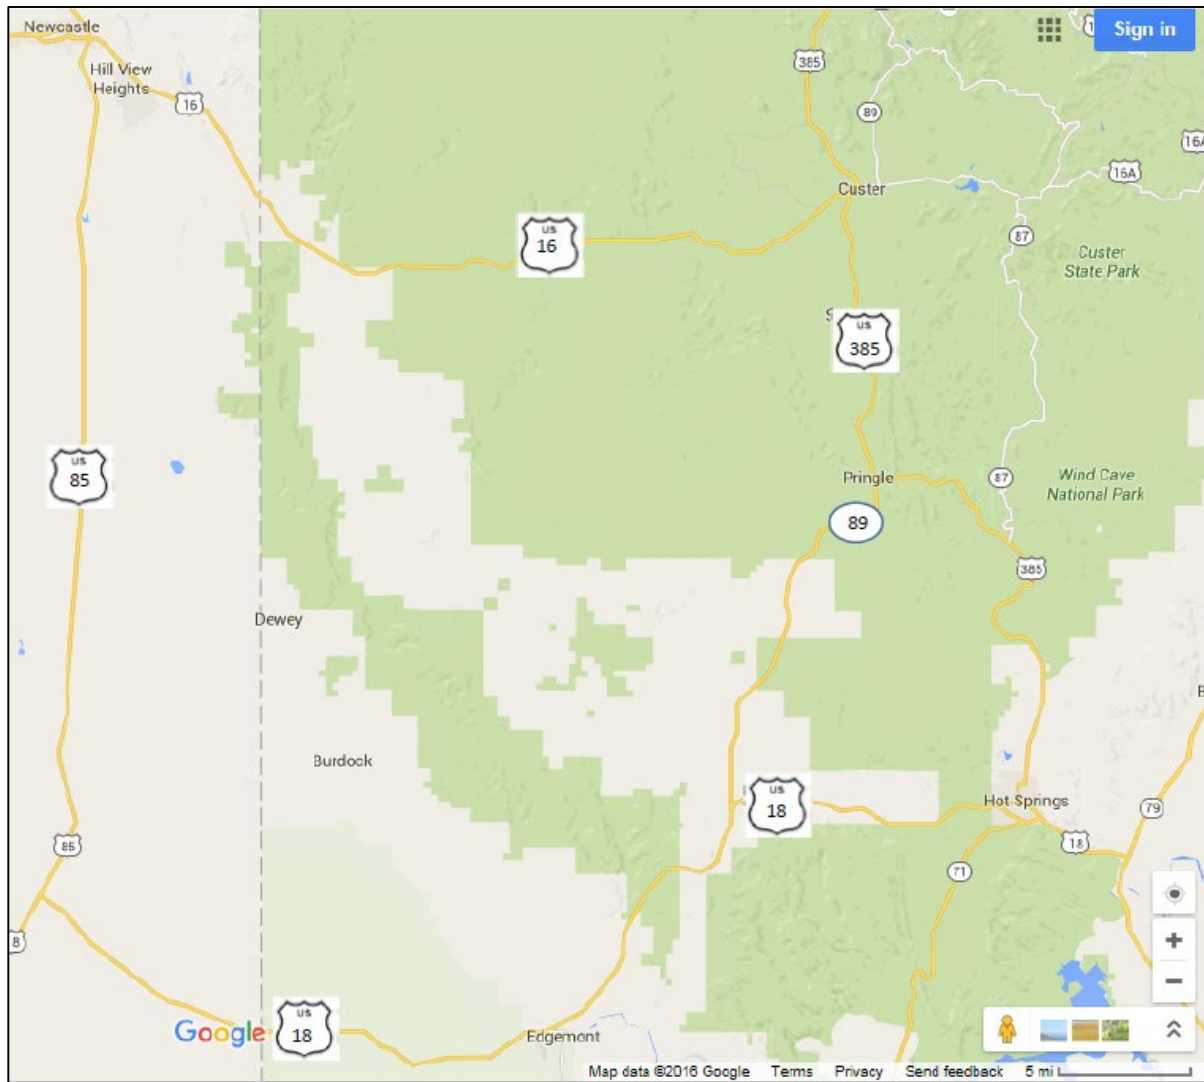 Newcastle
Sign in
Hill View
Heights
385
16
89
16A
16A
Custer
US
16
87
Custer
State Park
US
385
US
85
Pringle
87
Wind Cave
National Park
89
385
Dewey
Burdock
US
18
Hot Springs
79
85
18
71
8
Google
US
18
Edgemont
Map data ©2016 Google
Terms
Privacy
Send feedback
5 mi